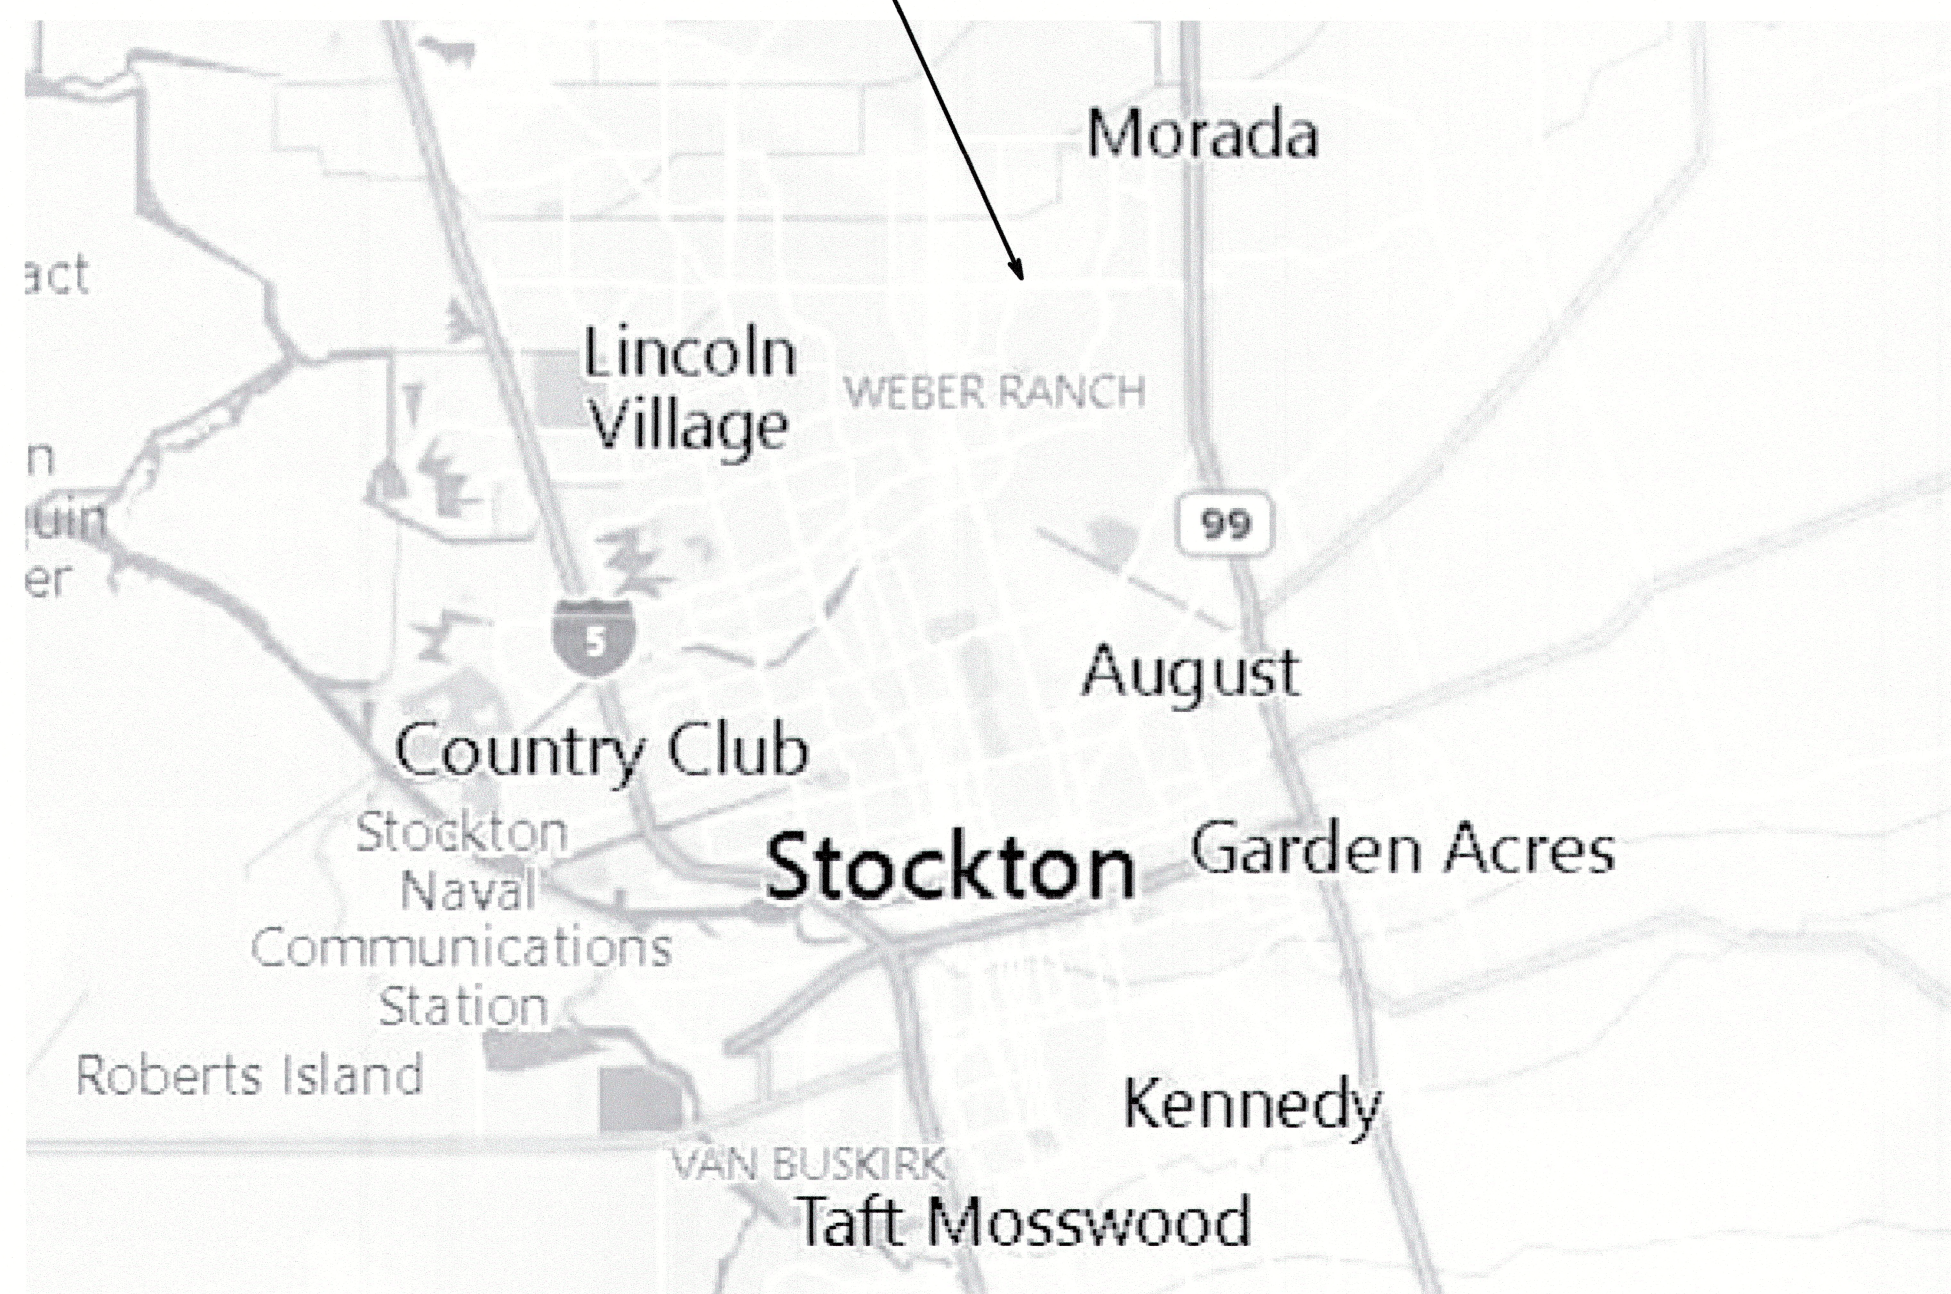 Morada
act
Lincoln
Village
WEBER RANCH
n
uin
er
99
5
August
Country Club
Stockton
Naval
Communications
Station
Stockton
Garden Acres
Roberts Island
Kennedy
VAN BUSKIRK
Taft Mosswood